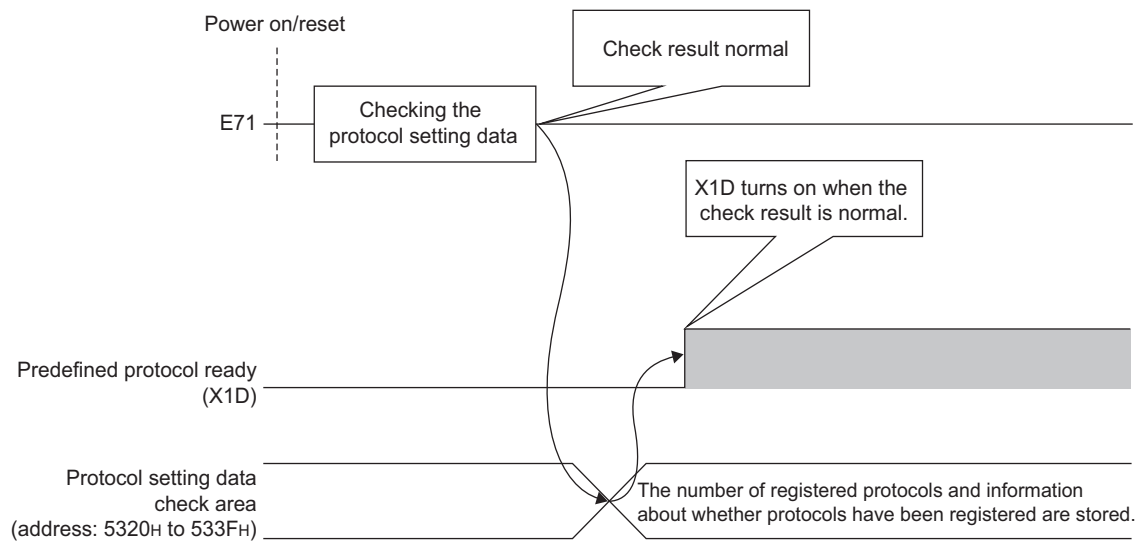 Power on/reset
Check result normal
E71
Checking the
protocol setting data
X1D turns on when the
check result is normal.
Predefined protocol ready
(X1D)
Protocol setting data
check area
(address: 5320H to 533FH)
The number of registered protocols and information
about whether protocols have been registered are stored.